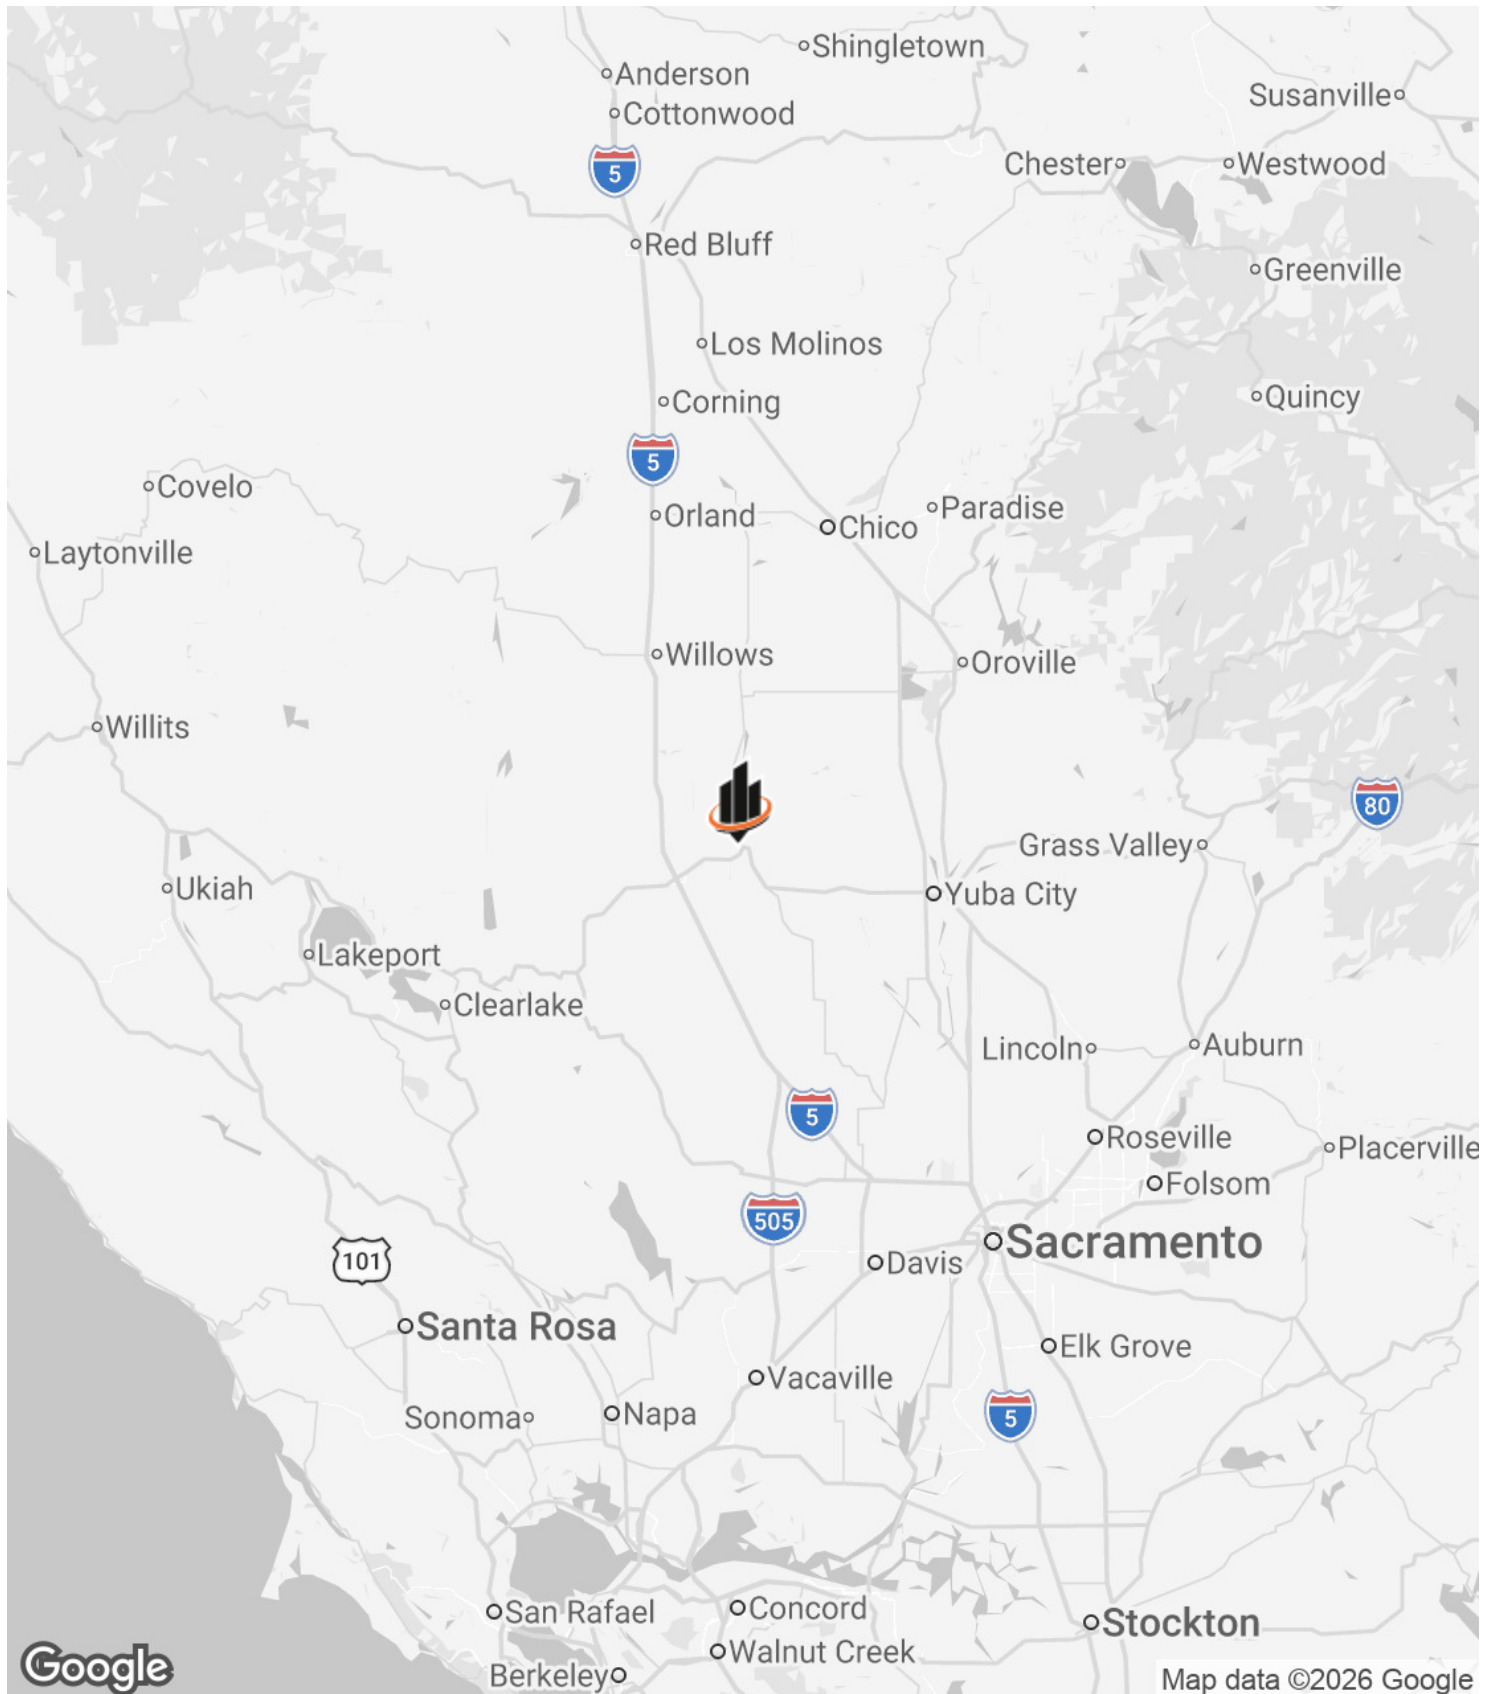 Shingletown
Anderson
Susanville
Cottonwood
5
Chester
Westwood
Red Bluff
Greenville
Los Molinos
Quincy
Corning
5
Covelo
Paradise
Orland
Chico
Laytonville
Willows
Oroville
Willits
80
Grass Valley
Ukiah
Yuba City
Lakeport
Clearlake
Lincoln
Auburn
5
Roseville
Placerville
Folsom
505
Sacramento
101
Davis
Santa Rosa
Elk Grove
Vacaville
5
Sonoma
Napa
San Rafael
Concord
Stockton
Walnut Creek
Google
Berkeley
Map data ©2026 Google